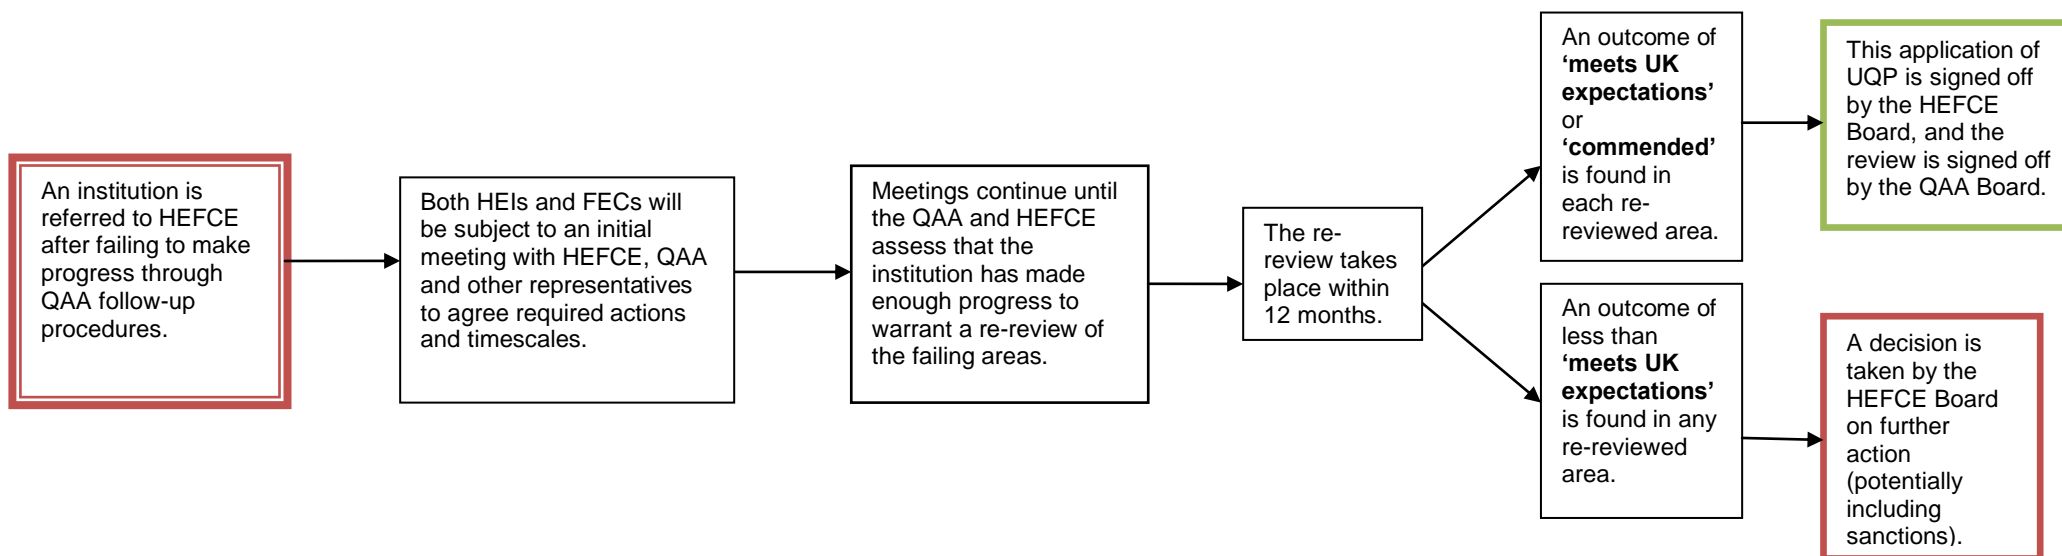 An institution is
referred to HEFCE
after failing to make
progress through
QAA follow-up
procedures.
Both HEIs and FECs will
be subject to an initial
meeting with HEFCE, QAA
and other representatives
to agree required actions
and timescales.
Meetings continue until
the QAA and HEFCE
assess that the
institution has made
enough progress to
warrant a re-review of
the failing areas.
The re-
review takes
place within
12 months.
An outcome of
‘meets UK
expectations’
or
‘commended’
is found in
each re-
reviewed area.
This application of
UQP is signed off
by the HEFCE
Board, and the
review is signed off
by the QAA Board.
An outcome of
less than
‘meets UK
expectations’
is found in any
re-reviewed
area.
A decision is
taken by the
HEFCE Board
on further
action
(potentially
including
sanctions).